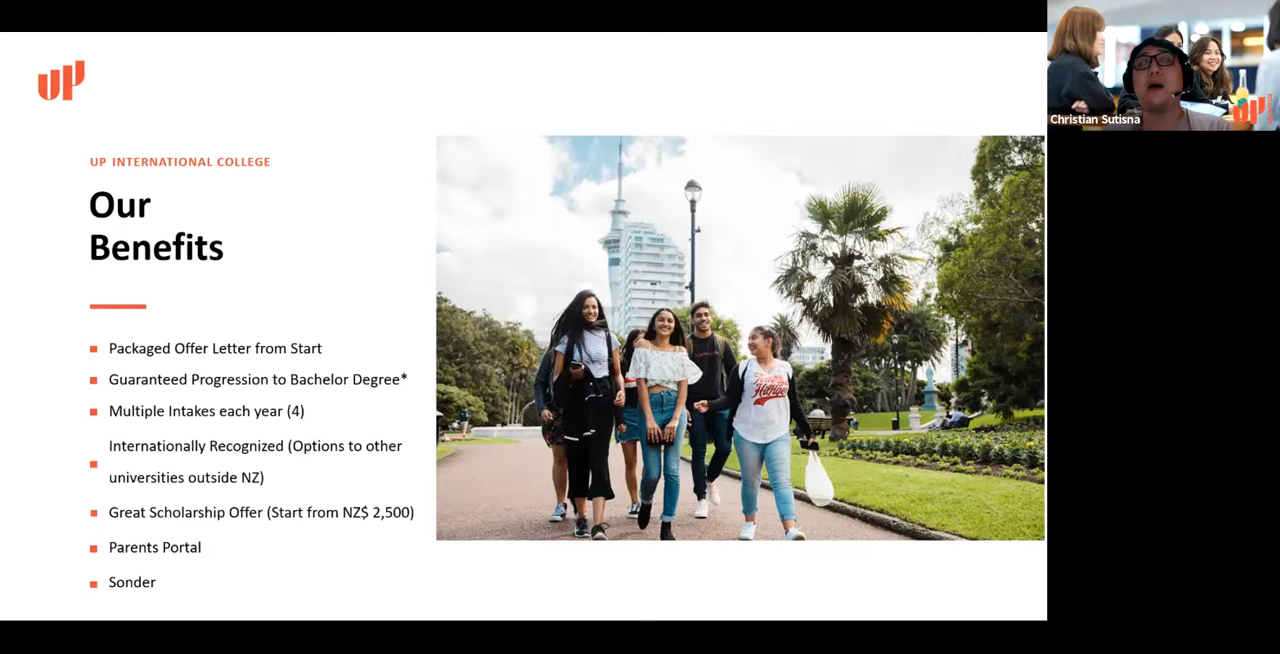 UP
UP INTERNATIONAL COLLEGE
Our
Benefits
Packaged Offer Letter from Start
Guaranteed Progression to Bachelor Degree*
Multiple Intakes each year (4)
Internationally Recognized (Options to other
universities outside NZ)
Great Scholarship Offer (Start from NZ$ 2,500)
Parents Portal
Sonder
Christian Sutisna
UP